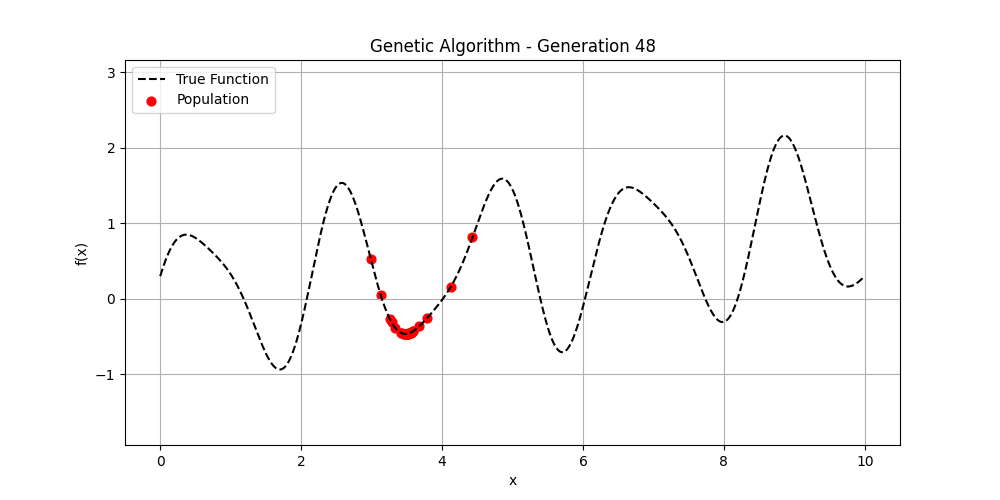 Genetic Algorithm - Generation 48
True Function
Population
3
2
1
0
−1
f(x)
0 2 4 6 8 10
x